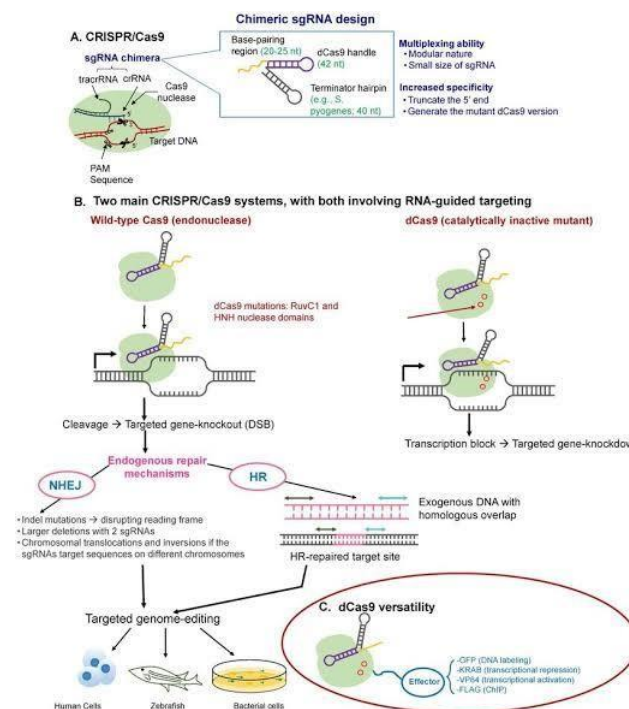 Chimeric sgRNA design
A. CRISPR/Cas9
sgRNA chimera
tracrRNA crRNA
Cas9
nuclease
5'
3'
Target DNA
PAM
Sequence
Base-pairing
region (20-25 nt)
dCas9 handle
(42 nt)
Terminator hairpin
(e.g., S.
pyogenes; 40 nt)
Multiplexing ability
• Modular nature
• Small size of sgRNA
Increased specificity
• Truncate the 5' end
• Generate the mutant dCas9 version
B. Two main CRISPR/Cas9 systems, with both involving RNA-guided targeting
Wild-type Cas9 (endonuclease)
dCas9 (catalytically inactive mutant)
dCas9 mutations: RuvC1 and
HNH nuclease domains
Cleavage → Targeted gene-knockout (DSB)
Transcription block → Targeted gene-knockdow
Endogenous repair
mechanisms
NHEJ
HR
• Indel mutations → disrupting reading frame
• Larger deletions with 2 sgRNAs
• Chromosomal translocations and inversions if the
sgRNAs target sequences on different chromosomes
Exogenous DNA with
homologous overlap
HR-repaired target site
Targeted genome-editing
Human Cells
Zebrafish
Bacterial cells
C. dCas9 versatility
Effector
-GFP (DNA labeling)
-KRAB (transcriptional repression)
-VP64 (transcriptional activation)
-FLAG (ChIP)